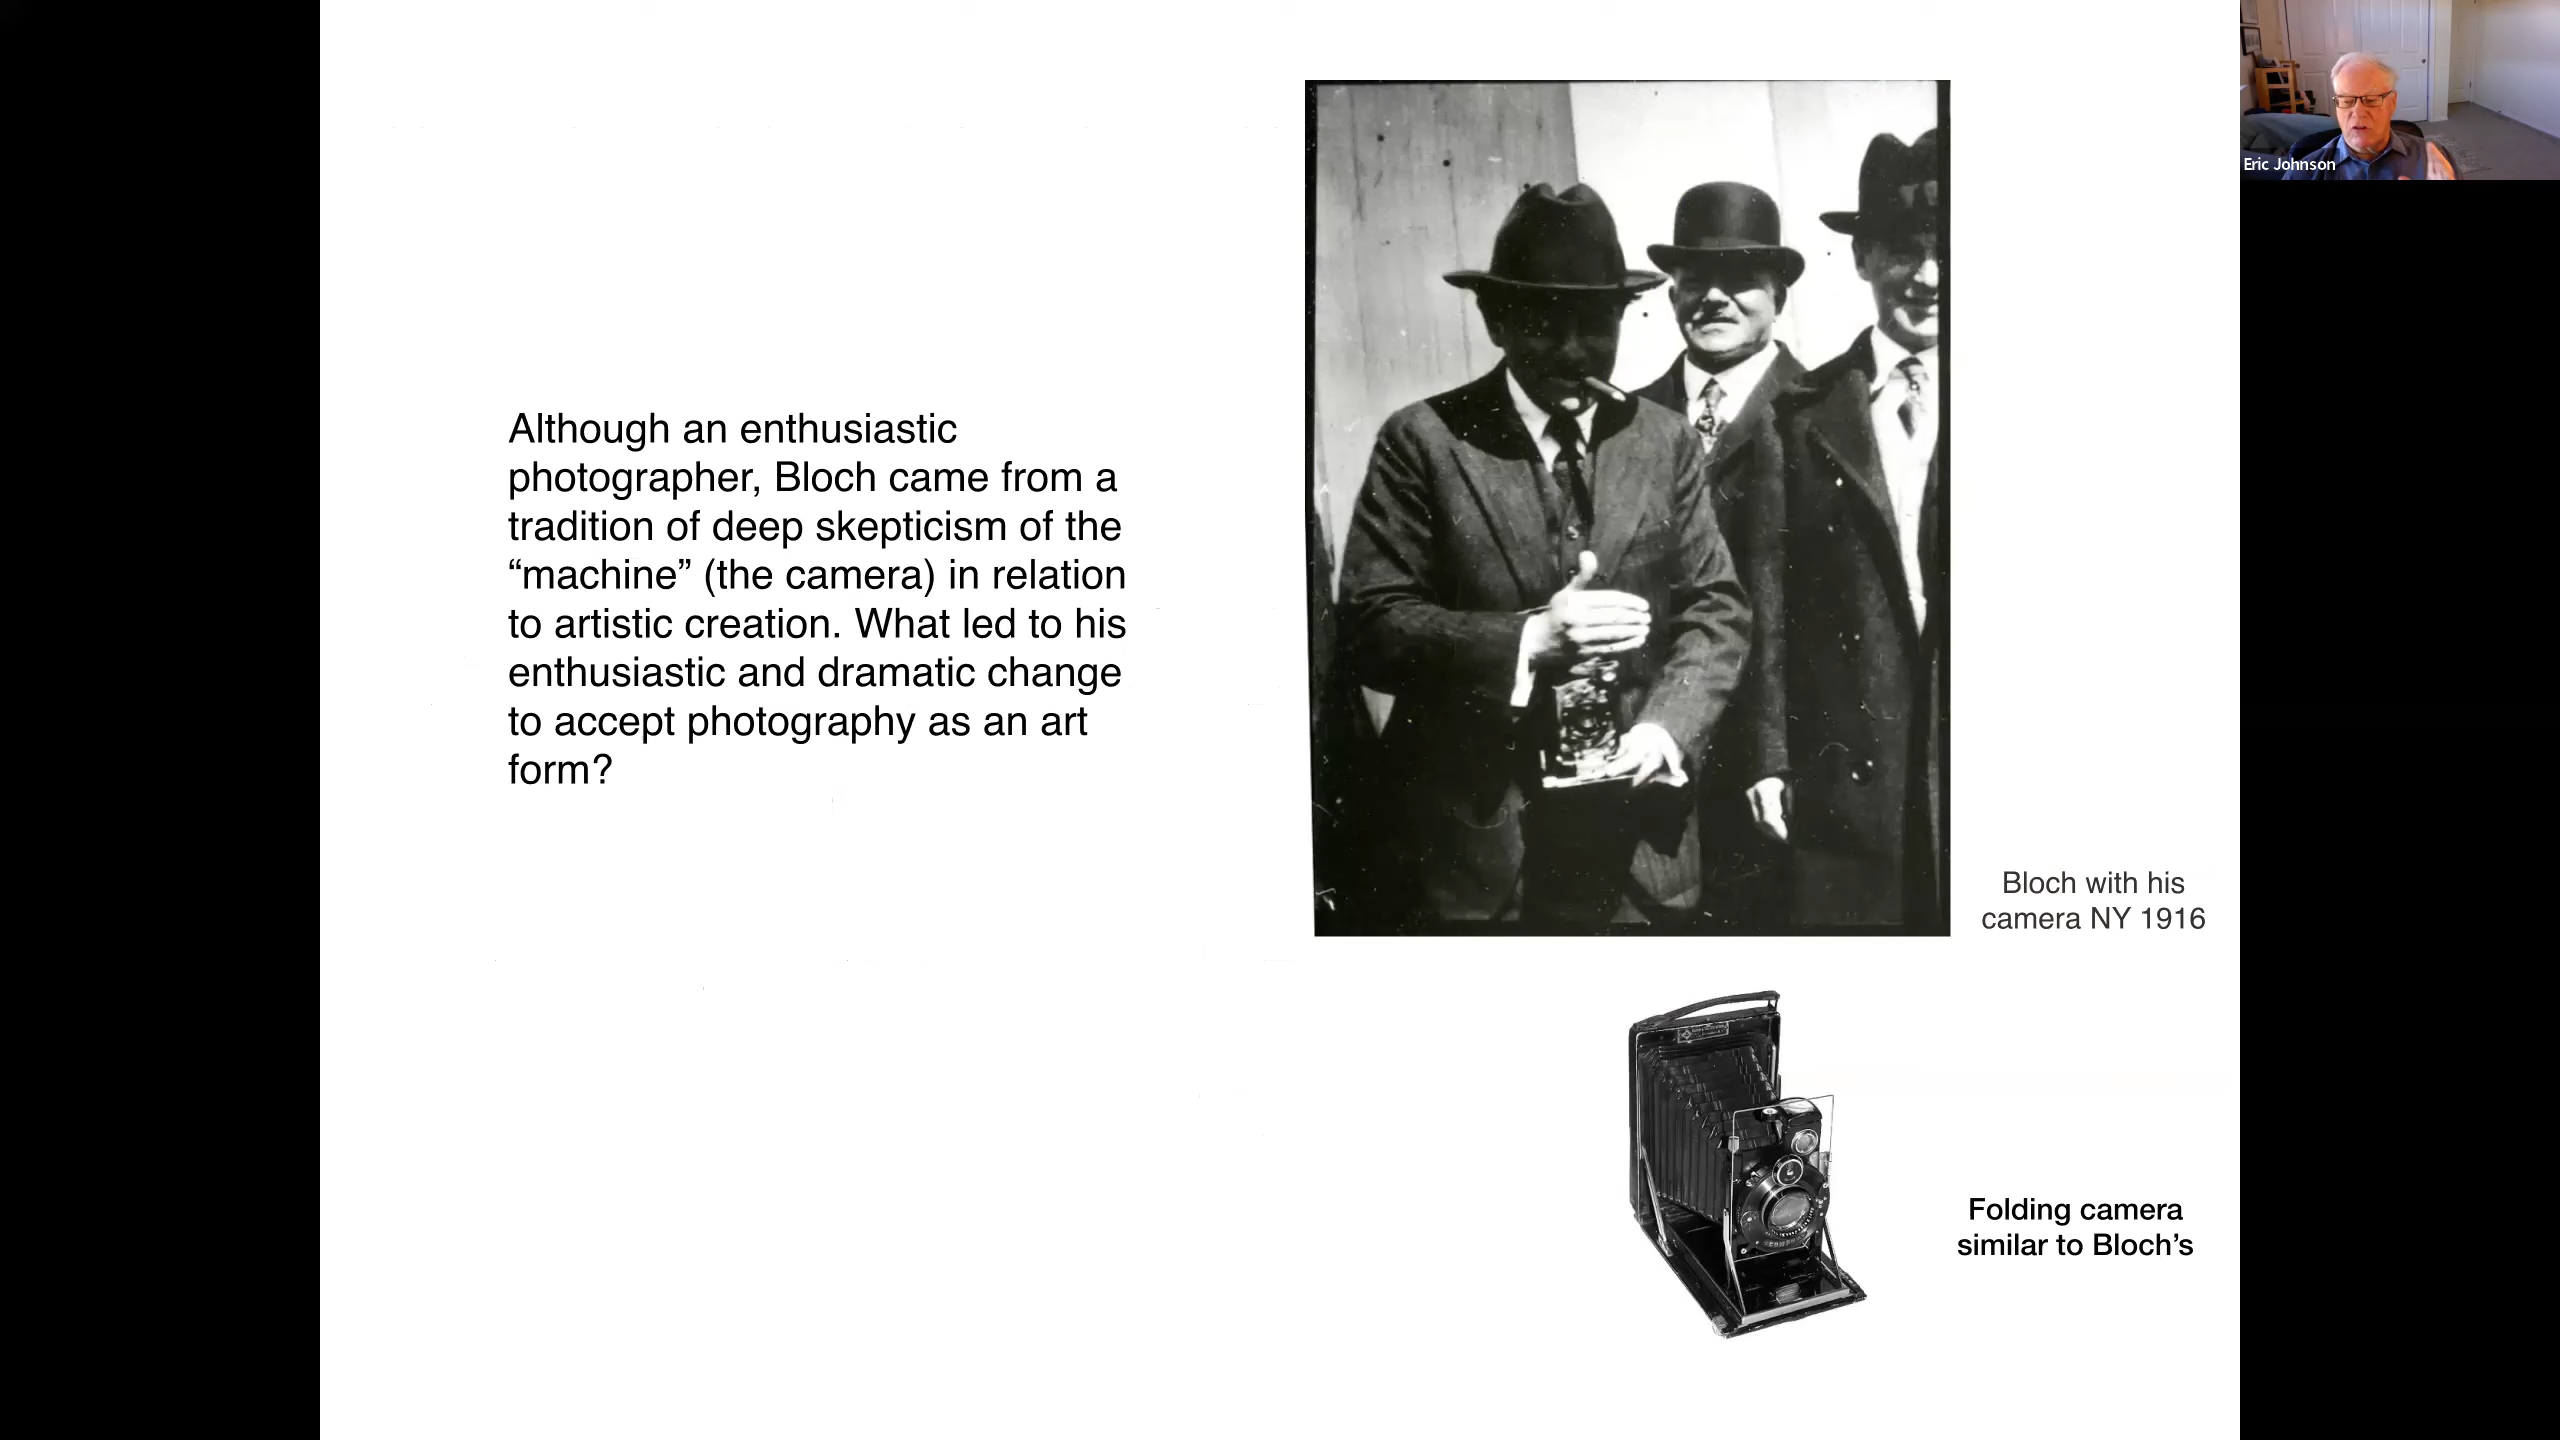 Eric Johnson
Although an enthusiastic
photographer, Bloch came from a
tradition of deep skepticism of the
“machine” (the camera) in relation
to artistic creation. What led to his
enthusiastic and dramatic change
to accept photography as an art
form?
Bloch with his
camera NY 1916
Folding camera
similar to Bloch’s